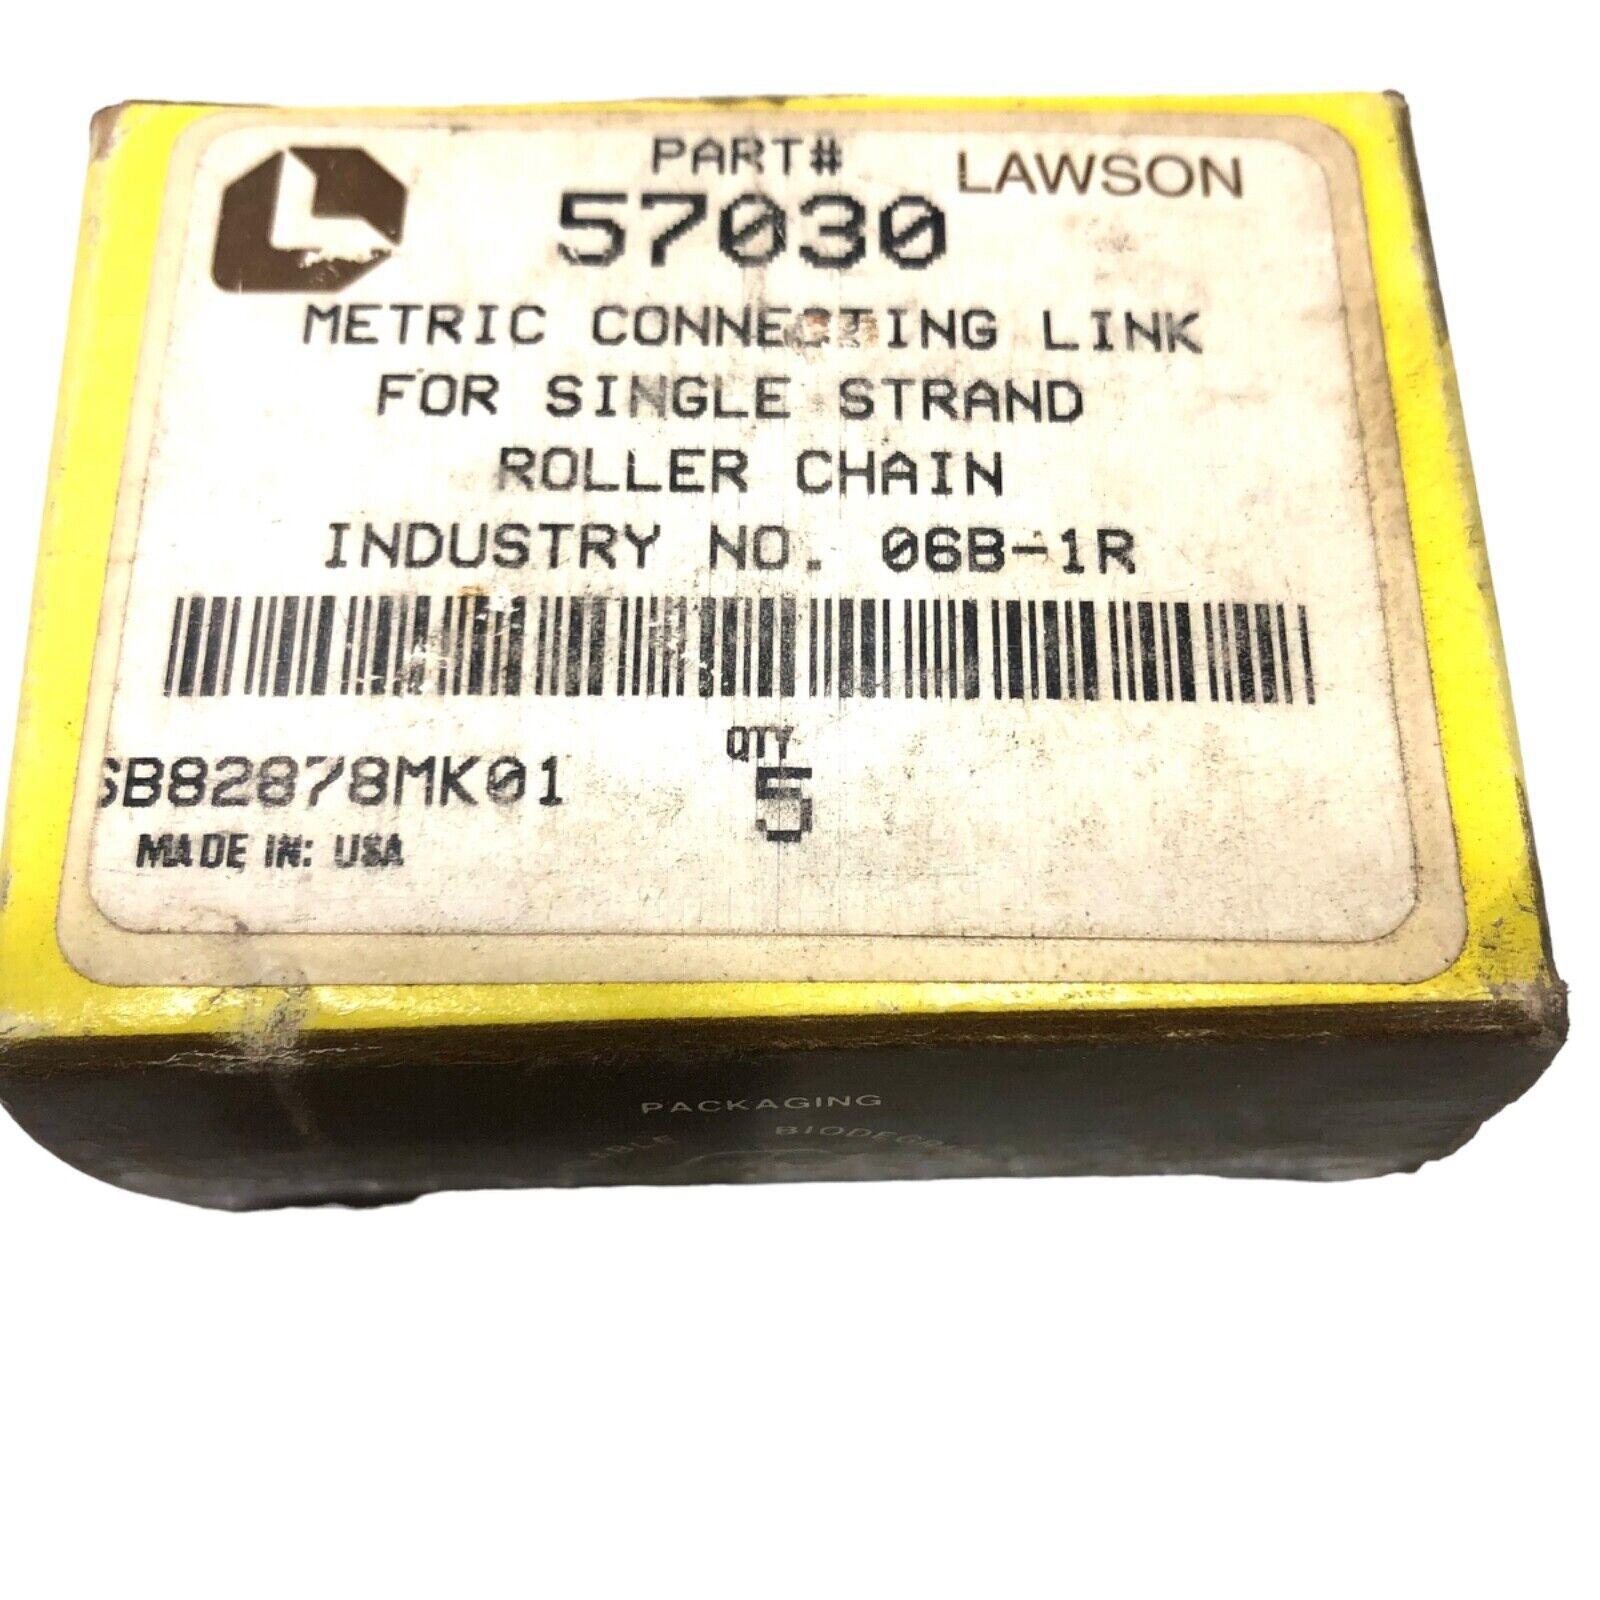 PART#
LAWSON
57030
METRIC CONNECTING LINK
FOR SINGLE STRAND
ROLLER CHAIN
INDUSTRY NO. 06B-1R
QTY
SB82878MK01
5
MADE IN: USA
PACKAGING